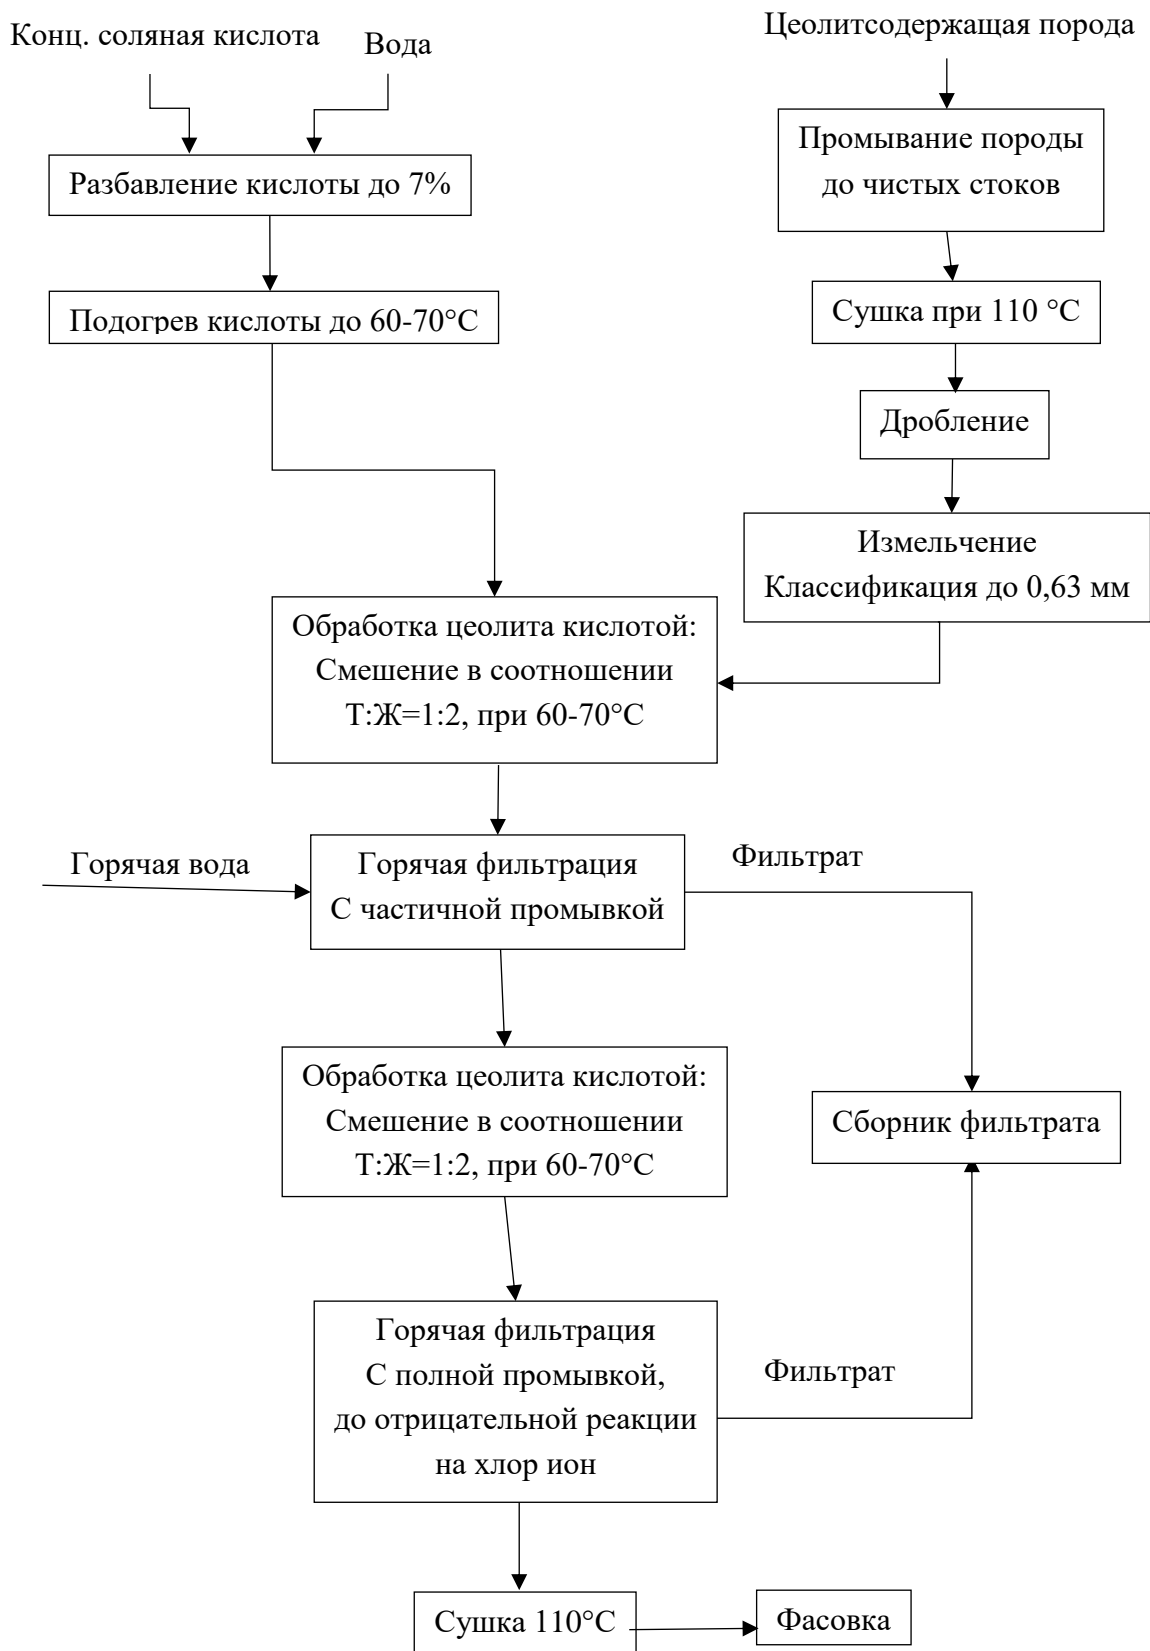 Конц. соляная кислота
Вода
Цеолитсодержащая порода
Промывание породы
до чистых стоков
Разбавление кислоты до 7%
Подогрев кислоты до 60-70°С
Сушка при 110 °С
Дробление
Измельчение
Классификация до 0,63 мм
Обработка цеолита кислотой:
Смешение в соотношении
Т:Ж=1:2, при 60-70°С
Горячая вода
Горячая фильтрация
С частичной промывкой
Фильтрат
Обработка цеолита кислотой:
Смешение в соотношении
Т:Ж=1:2, при 60-70°С
Сборник фильтрата
Горячая фильтрация
С полной промывкой,
до отрицательной реакции
на хлор ион
Фильтрат
Сушка 110°С
Фасовка